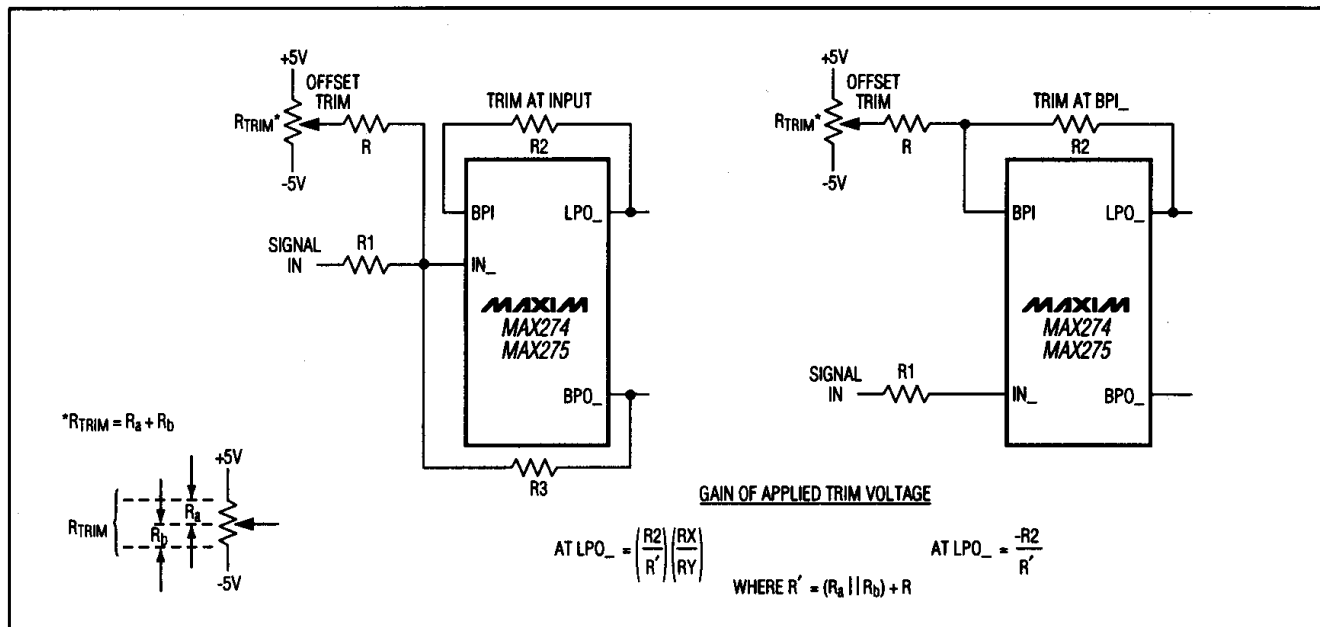 +5V
OFFSET
TRIM
RTRIM*
R
-5V
TRIM AT INPUT
R2
BPI
LPO_
SIGNAL
IN
R1
IN_
MAXIM
MAX274
MAX275
BPO_
R3
+5V
OFFSET
TRIM
RTRIM*
R
-5V
TRIM AT BPI_
R2
BPI
LPO_
MAXIM
MAX274
MAX275
SIGNAL
IN
R1
IN_
BPO_
*RTRIM = Ra + Rb
+5V
RTRIM
Ra
Rb
-5V
GAIN OF APPLIED TRIM VOLTAGE
AT LPO_ = (R2/R′)(RX/RY)
AT LPO_ = -R2/R′
WHERE R′ = (Ra||Rb) + R